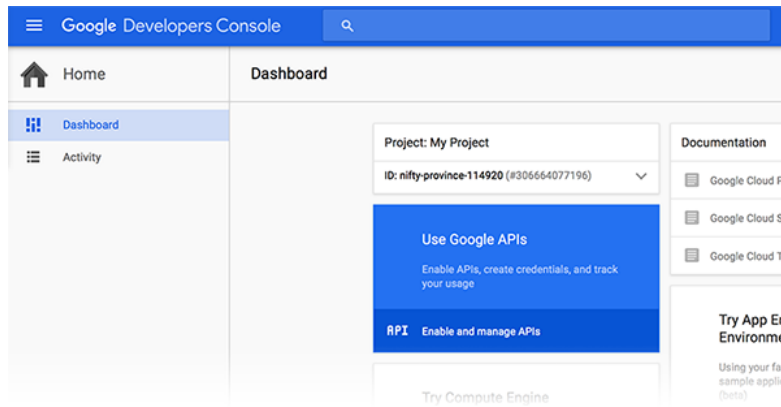 Google Developers Console
Home
Dashboard
Dashboard
Activity
Project: My Project
ID: nifty-province-114920 (#306664077196)
Use Google APIs
Enable APIs, create credentials, and track
your usage
API Enable and manage APIs
Try Compute Engine
Documentation
Google Cloud
Google Cloud
Google Cloud
Try App
Using your
sample
(beta)